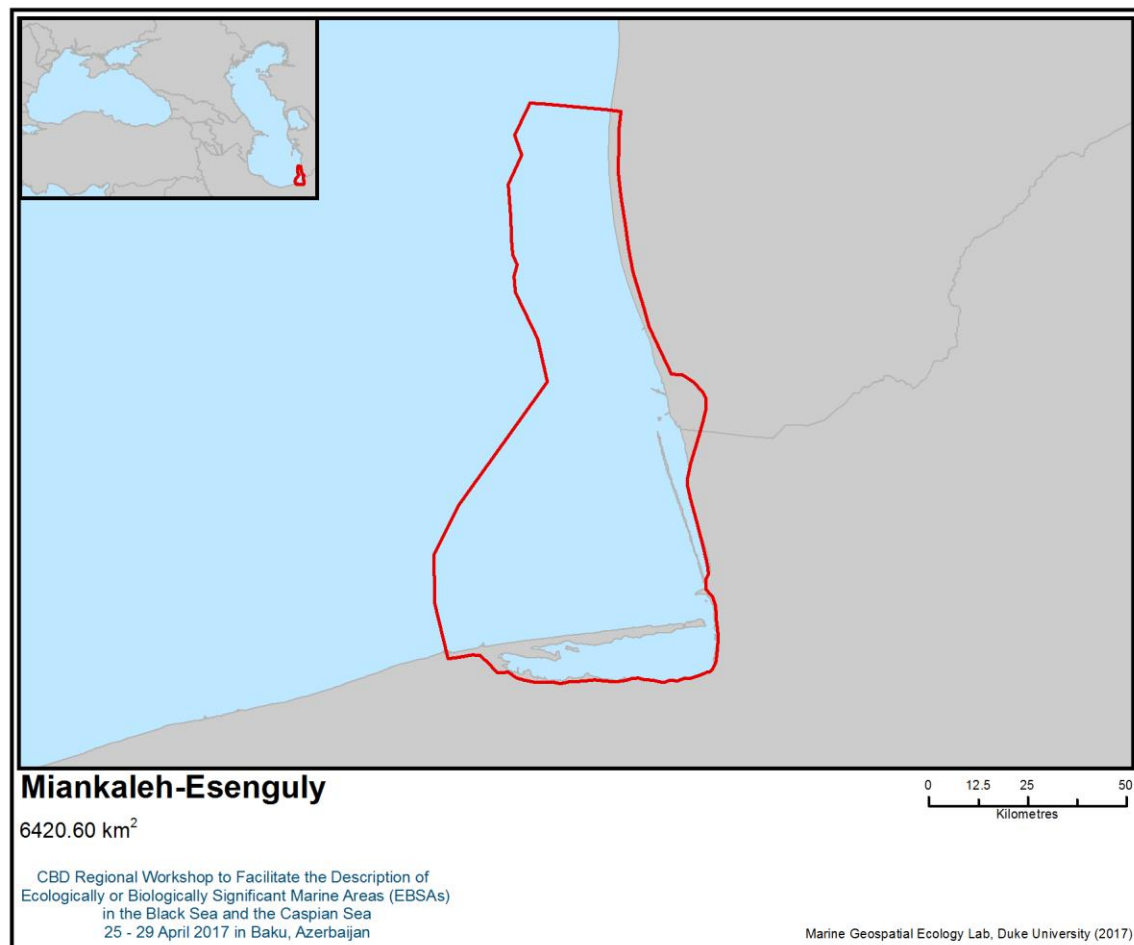 Miankaleh-Esenguly
6420.60 km²
0 12.5 25 50
Kilometres
CBD Regional Workshop to Facilitate the Description of
Ecologically or Biologically Significant Marine Areas (EBSAs)
in the Black Sea and the Caspian Sea
25 - 29 April 2017 in Baku, Azerbaijan
Marine Geospatial Ecology Lab, Duke University (2017)